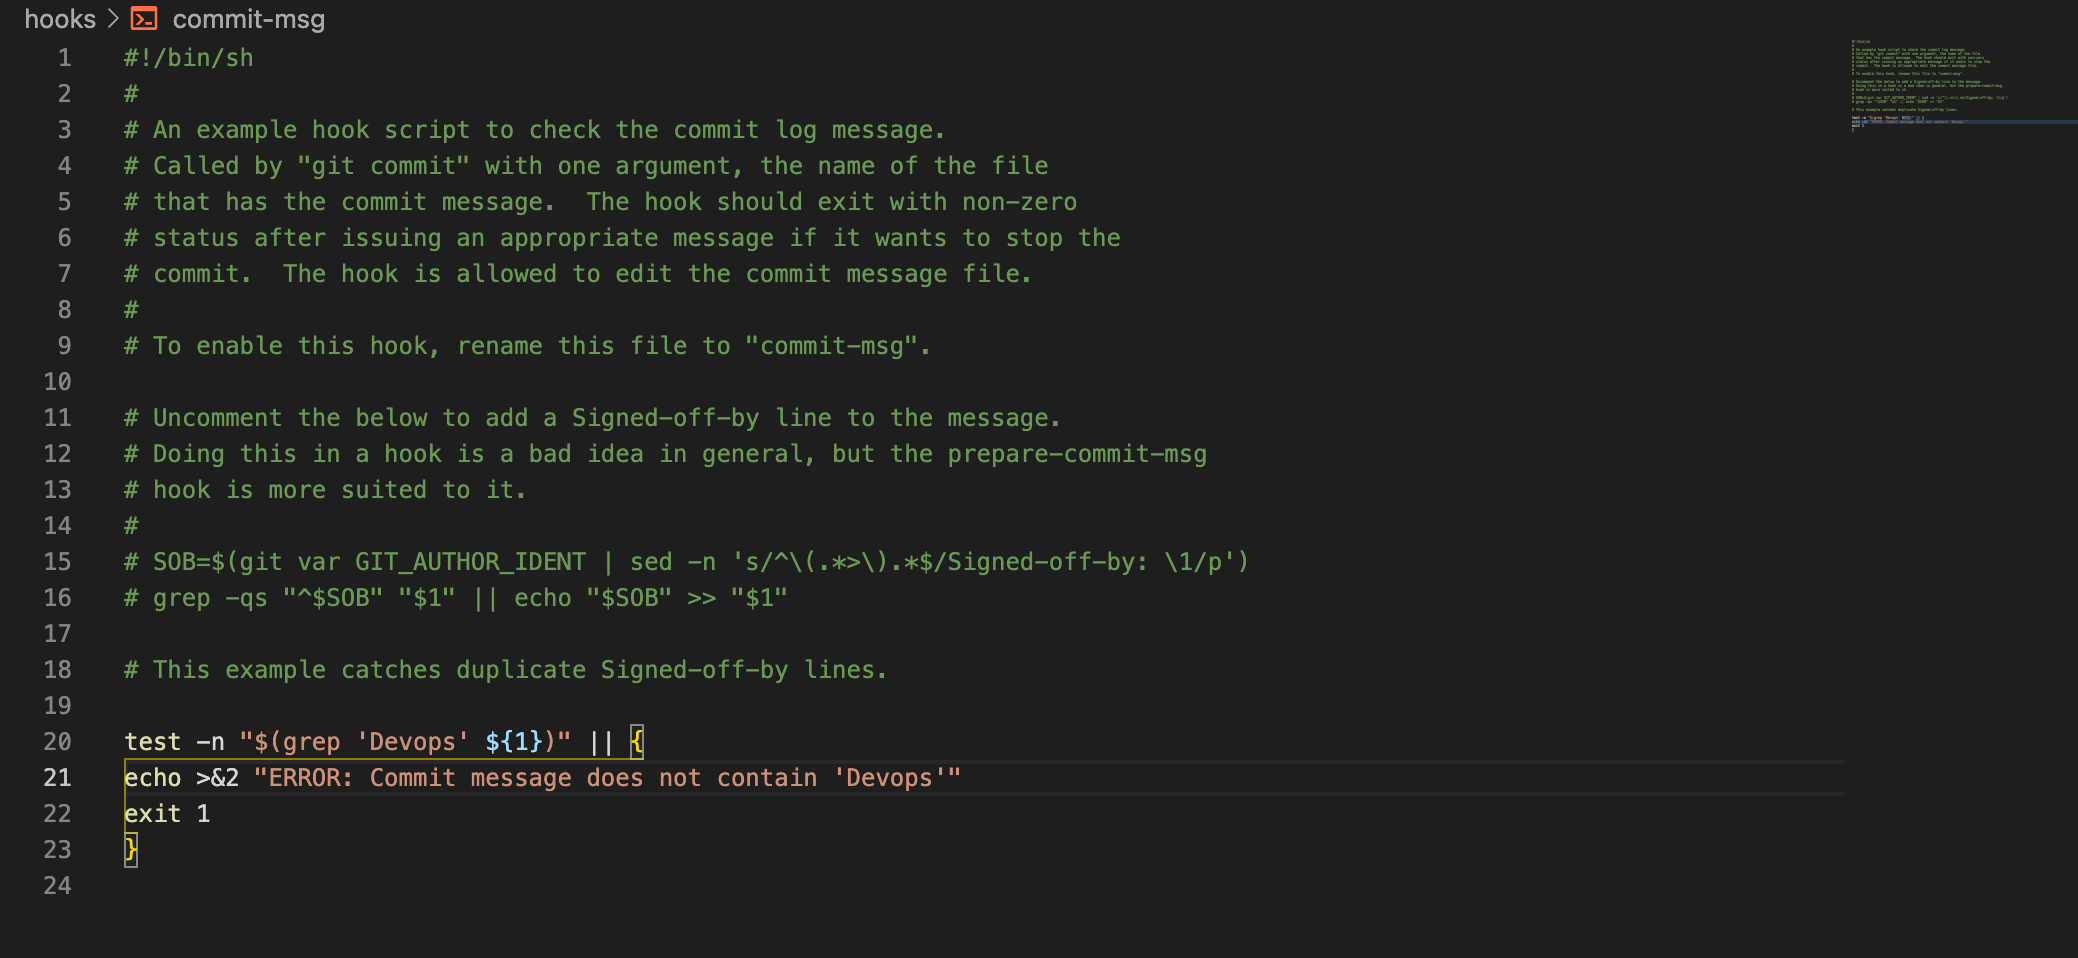 hooks > commit-msg
1 #!/bin/sh
2 #
3 # An example hook script to check the commit log message.
4 # Called by "git commit" with one argument, the name of the file
5 # that has the commit message.  The hook should exit with non-zero
6 # status after issuing an appropriate message if it wants to stop the
7 # commit.  The hook is allowed to edit the commit message file.
8 #
9 # To enable this hook, rename this file to "commit-msg".
10
11 # Uncomment the below to add a Signed-off-by line to the message.
12 # Doing this in a hook is a bad idea in general, but the prepare-commit-msg
13 # hook is more suited to it.
14 #
15 # SOB=$(git var GIT_AUTHOR_IDENT | sed -n 's/^\(.*>\).*$/Signed-off-by: \1/p')
16 # grep -qs "^$SOB" "$1" || echo "$SOB" >> "$1"
17
18 # This example catches duplicate Signed-off-by lines.
19
20 test -n "$(grep 'Devops' ${1})" || {
21 echo >&2 "ERROR: Commit message does not contain 'Devops'"
22 exit 1
23 }
24